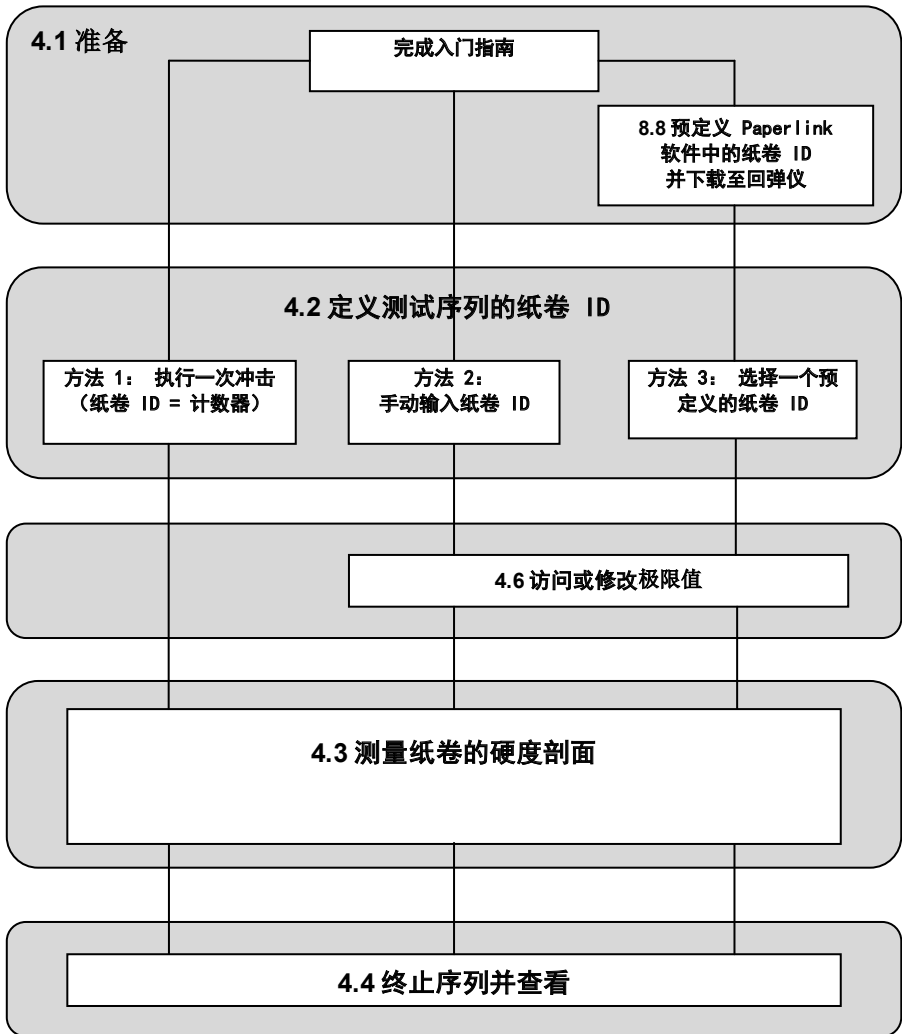 4.1 准备
完成入门指南
8.8 预定义 Paperlink
软件中的纸卷 ID
并下载至回弹仪
4.2 定义测试序列的纸卷 ID
方法 1： 执行一次冲击
（纸卷 ID = 计数器）
方法 2：
手动输入纸卷 ID
方法 3： 选择一个预
定义的纸卷 ID
4.6 访问或修改极限值
4.3 测量纸卷的硬度剖面
4.4 终止序列并查看